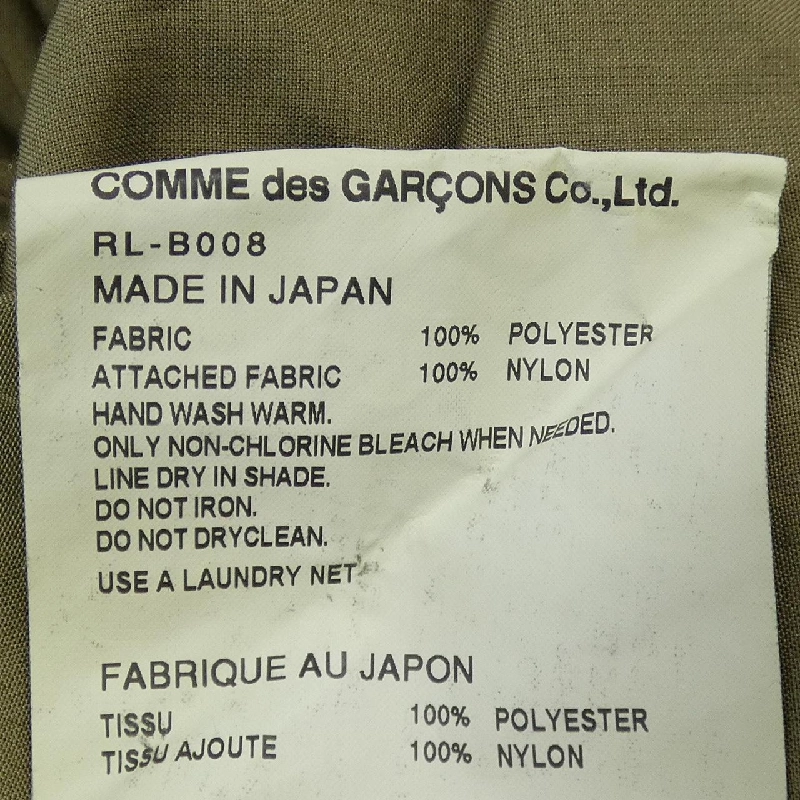 COMME des GARÇONS Co.,Ltd.
RL-B008
MADE IN JAPAN
FABRIC 100% POLYESTER
ATTACHED FABRIC 100% NYLON
HAND WASH WARM.
ONLY NON-CHLORINE BLEACH WHEN NEEDED.
LINE DRY IN SHADE.
DO NOT IRON.
DO NOT DRYCLEAN.
USE A LAUNDRY NET
FABRIQUE AU JAPON
TISSU 100% POLYESTER
TISSU AJOUTE 100% NYLON